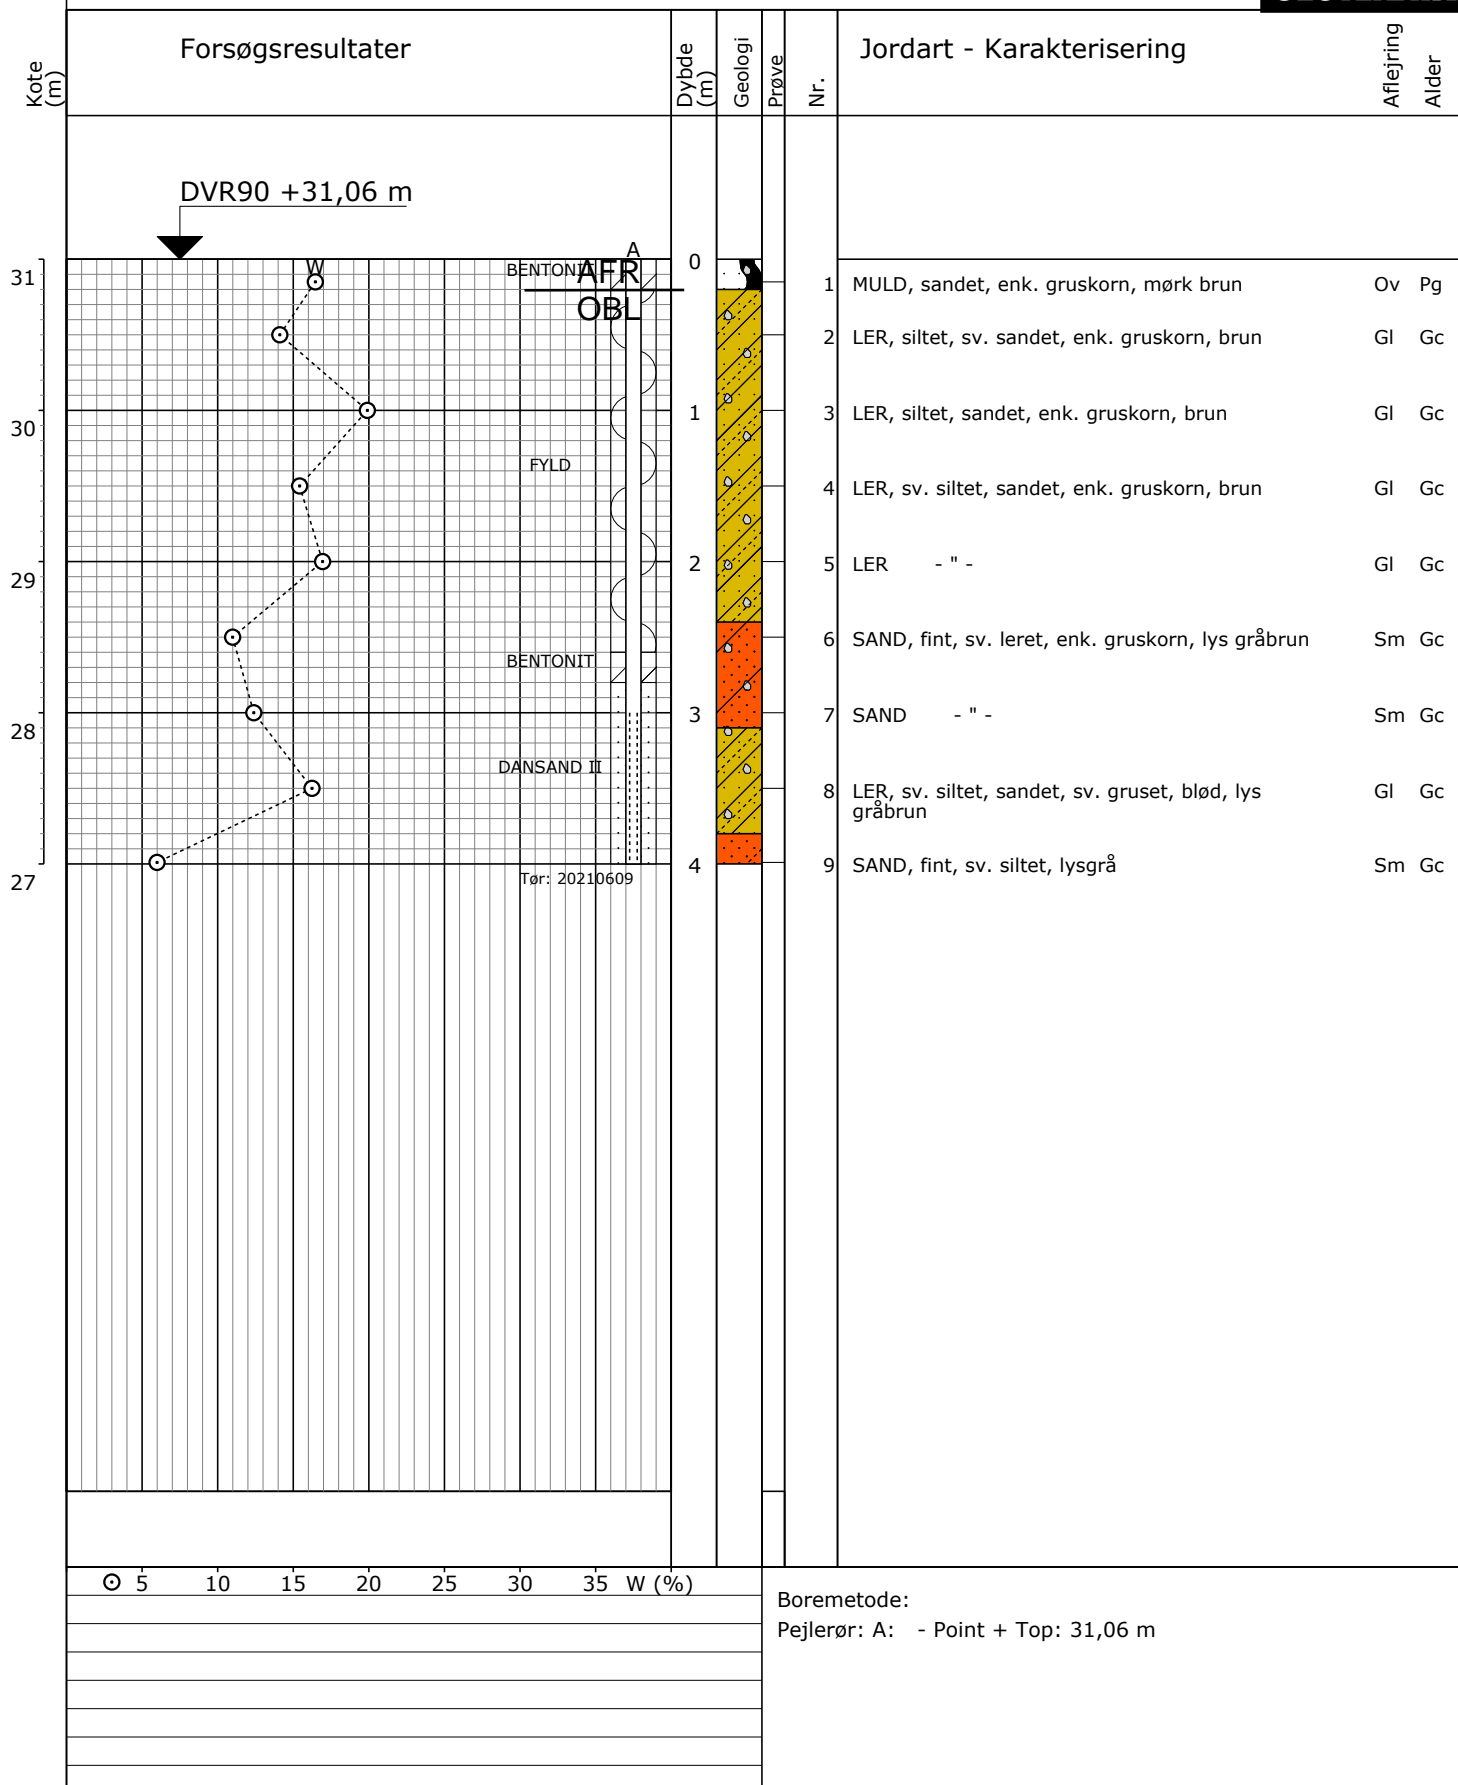 Kote (m)
Forsøgsresultater
Dybde (m)
Geologi
Prøve
Nr.
Jordart - Karakterisering
Aflejring
Alder
DVR90 +31,06 m
A
W
BENTONIT
AFR
OBL
31
0
1 MULD, sandet, enk. gruskorn, mørk brun Ov Pg
2 LER, siltet, sv. sandet, enk. gruskorn, brun Gl Gc
30
1
3 LER, siltet, sandet, enk. gruskorn, brun Gl Gc
FYLD
4 LER, sv. siltet, sandet, enk. gruskorn, brun Gl Gc
29
2
5 LER - " - Gl Gc
6 SAND, fint, sv. leret, enk. gruskorn, lys gråbrun Sm Gc
BENTONIT
28
3
7 SAND - " - Sm Gc
DANSAND II
8 LER, sv. siltet, sandet, sv. gruset, blød, lys Gl Gc
gråbrun
27
4
9 SAND, fint, sv. siltet, lysgrå Sm Gc
Tør: 20210609
5 10 15 20 25 30 35 W (%)
Boremetode:
Pejlerør: A: - Point + Top: 31,06 m